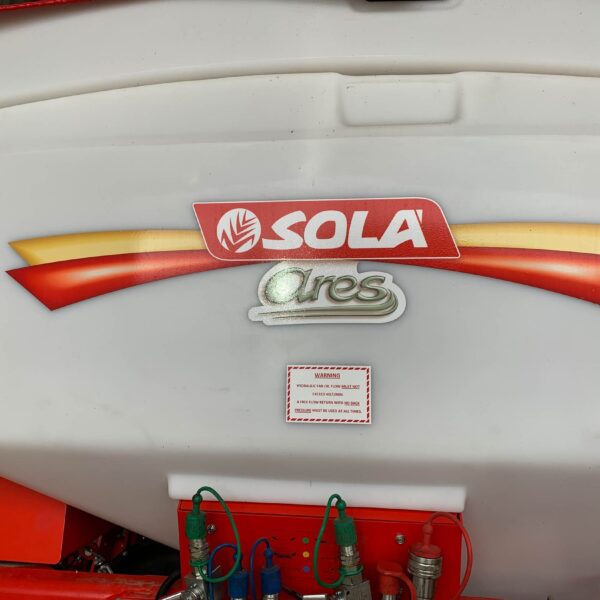 SOLÀ
ares
WARNING
HYDRAULIC FAN OIL FLOW MUST NOT
EXCEED 40LT/MIN.
A FREE FLOW RETURN WITH NO BACK
PRESSURE MUST BE USED AT ALL TIMES.